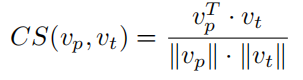 $CS(v_p, v_t) = \frac{v_p^T \cdot v_t}{\|v_p\| \cdot \|v_t\|}$